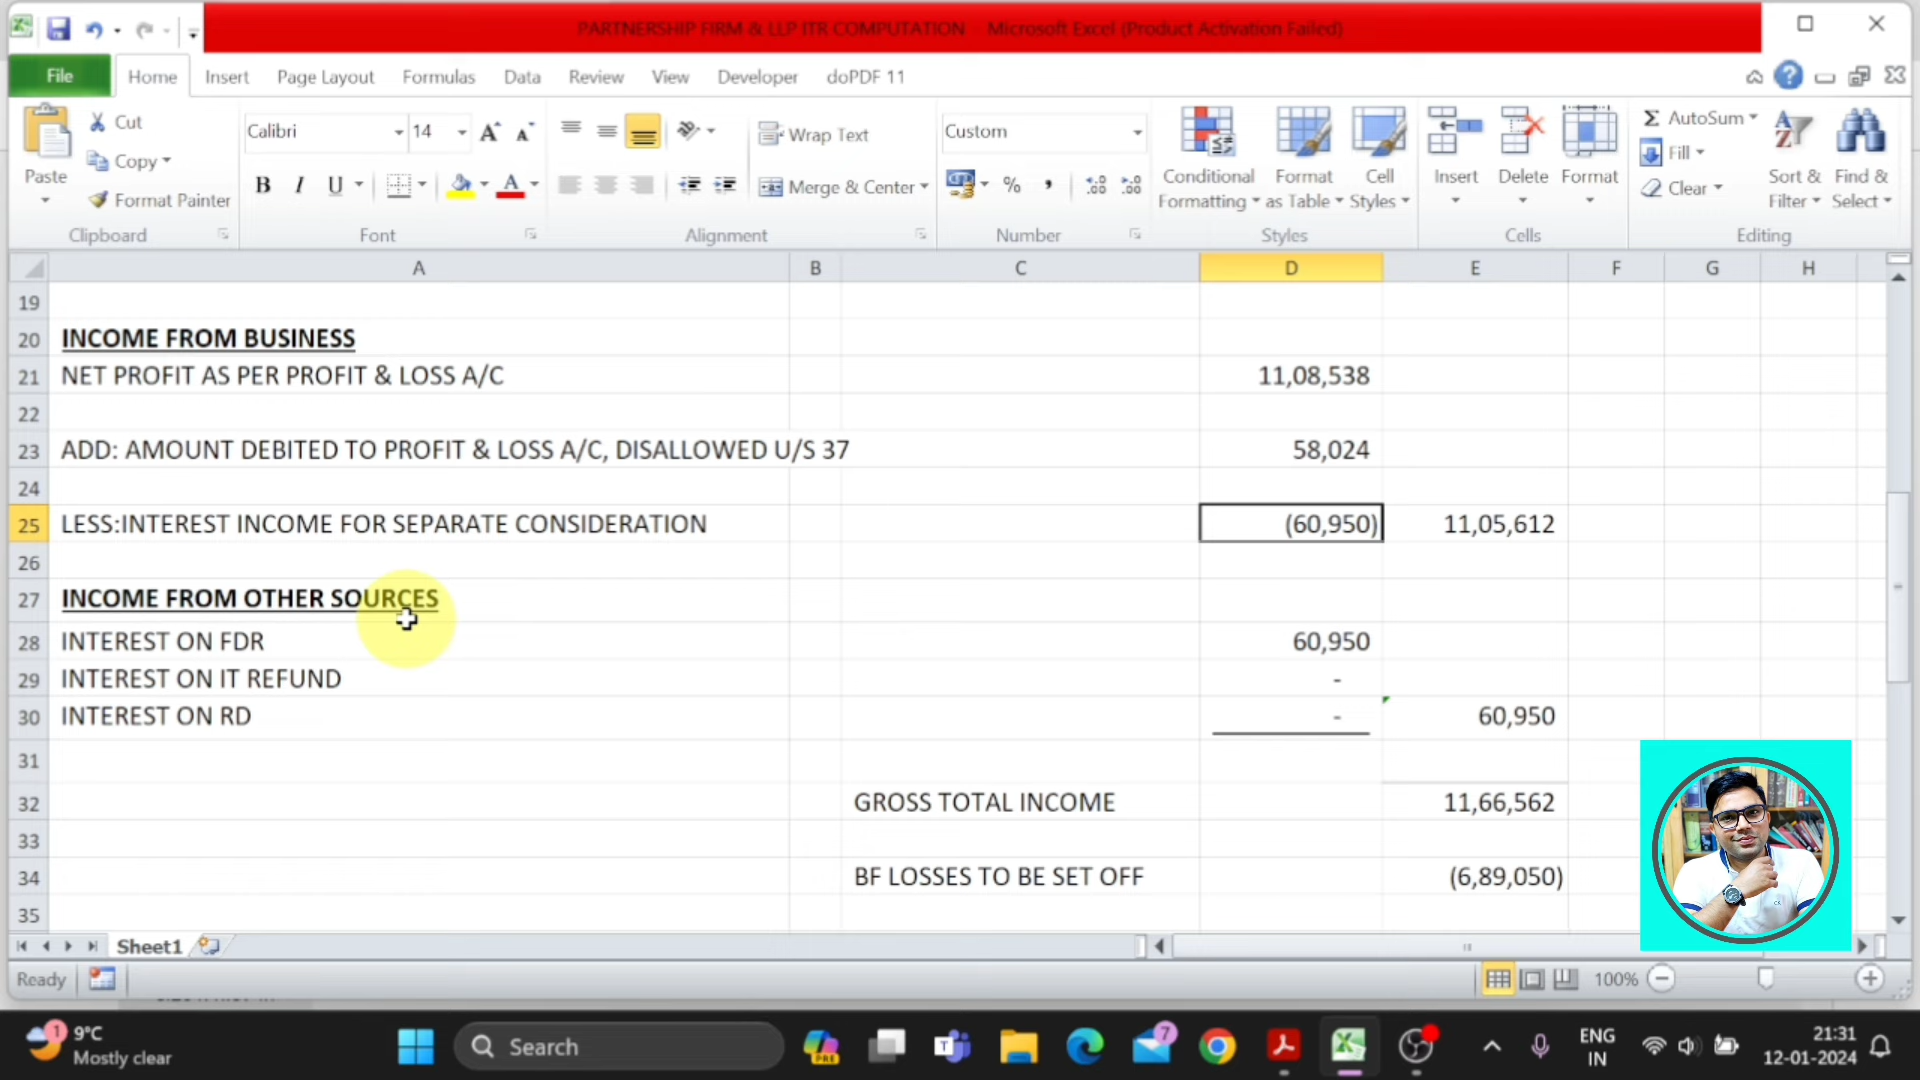 PARTNERSHIP FIRM & LLP ITR COMPUTATION - Microsoft Excel (Product Activation Failed)
File Home Insert Page Layout Formulas Data Review View Developer doPDF 11
Paste
Cut
Copy
Format Painter
Clipboard
Calibri 14
B I U
Font
Wrap Text
Merge & Center
Alignment
Custom
%
Number
Conditional Formatting
Format as Table
Cell Styles
Styles
Insert Delete Format
Cells
Σ AutoSum
Fill
Clear
Sort & Filter
Find & Select
Editing
A B C D E F G H
19
20 INCOME FROM BUSINESS
21 NET PROFIT AS PER PROFIT & LOSS A/C 11,08,538
22
23 ADD: AMOUNT DEBITED TO PROFIT & LOSS A/C, DISALLOWED U/S 37 58,024
24
25 LESS:INTEREST INCOME FOR SEPARATE CONSIDERATION (60,950) 11,05,612
26
27 INCOME FROM OTHER SOURCES
28 INTEREST ON FDR 60,950
29 INTEREST ON IT REFUND -
30 INTEREST ON RD - 60,950
31
32 GROSS TOTAL INCOME 11,66,562
33
34 BF LOSSES TO BE SET OFF (6,89,050)
35
Sheet1
Ready
100%
1
9°C
Mostly clear
Search
PRE
7
ENG
IN
21:31
12-01-2024